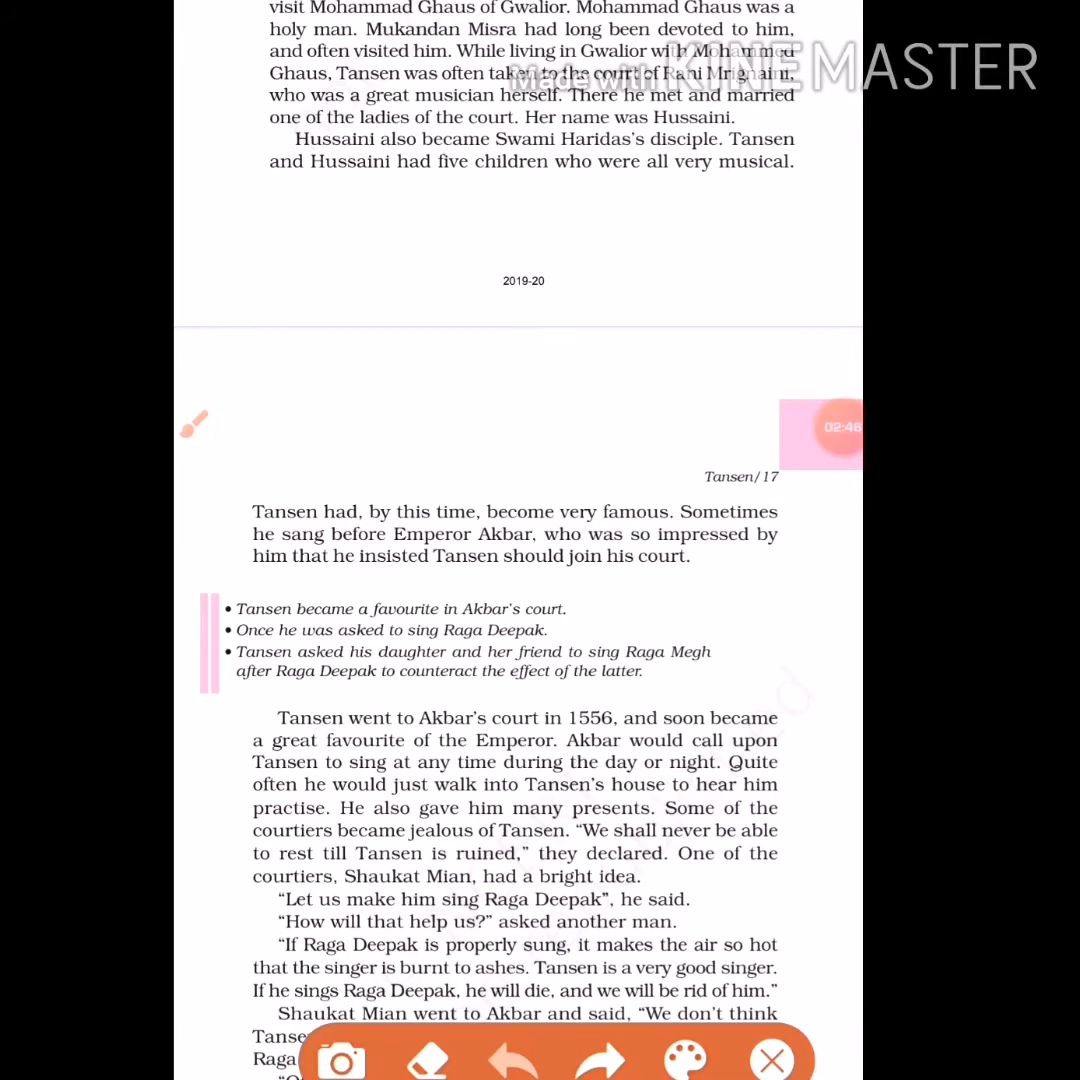 visit Mohammad Ghaus of Gwalior. Mohammad Ghaus was a
holy man. Mukandan Misra had long been devoted to him,
and often visited him. While living in Gwalior with Mohammed
Ghaus, Tansen was often taken to the court of Rani Mrignaini,
Made with KINEMASTER
who was a great musician herself. There he met and married
one of the ladies of the court. Her name was Hussaini.
Hussaini also became Swami Haridas's disciple. Tansen
and Hussaini had five children who were all very musical.
2019-20
02:46
Tansen/17
Tansen had, by this time, become very famous. Sometimes
he sang before Emperor Akbar, who was so impressed by
him that he insisted Tansen should join his court.
• Tansen became a favourite in Akbar's court.
• Once he was asked to sing Raga Deepak.
• Tansen asked his daughter and her friend to sing Raga Megh
after Raga Deepak to counteract the effect of the latter.
Tansen went to Akbar's court in 1556, and soon became
a great favourite of the Emperor. Akbar would call upon
Tansen to sing at any time during the day or night. Quite
often he would just walk into Tansen's house to hear him
practise. He also gave him many presents. Some of the
courtiers became jealous of Tansen. “We shall never be able
to rest till Tansen is ruined,” they declared. One of the
courtiers, Shaukat Mian, had a bright idea.
“Let us make him sing Raga Deepak”, he said.
“How will that help us?” asked another man.
“If Raga Deepak is properly sung, it makes the air so hot
that the singer is burnt to ashes. Tansen is a very good singer.
If he sings Raga Deepak, he will die, and we will be rid of him.”
Shaukat Mian went to Akbar and said, “We don't think
Raga